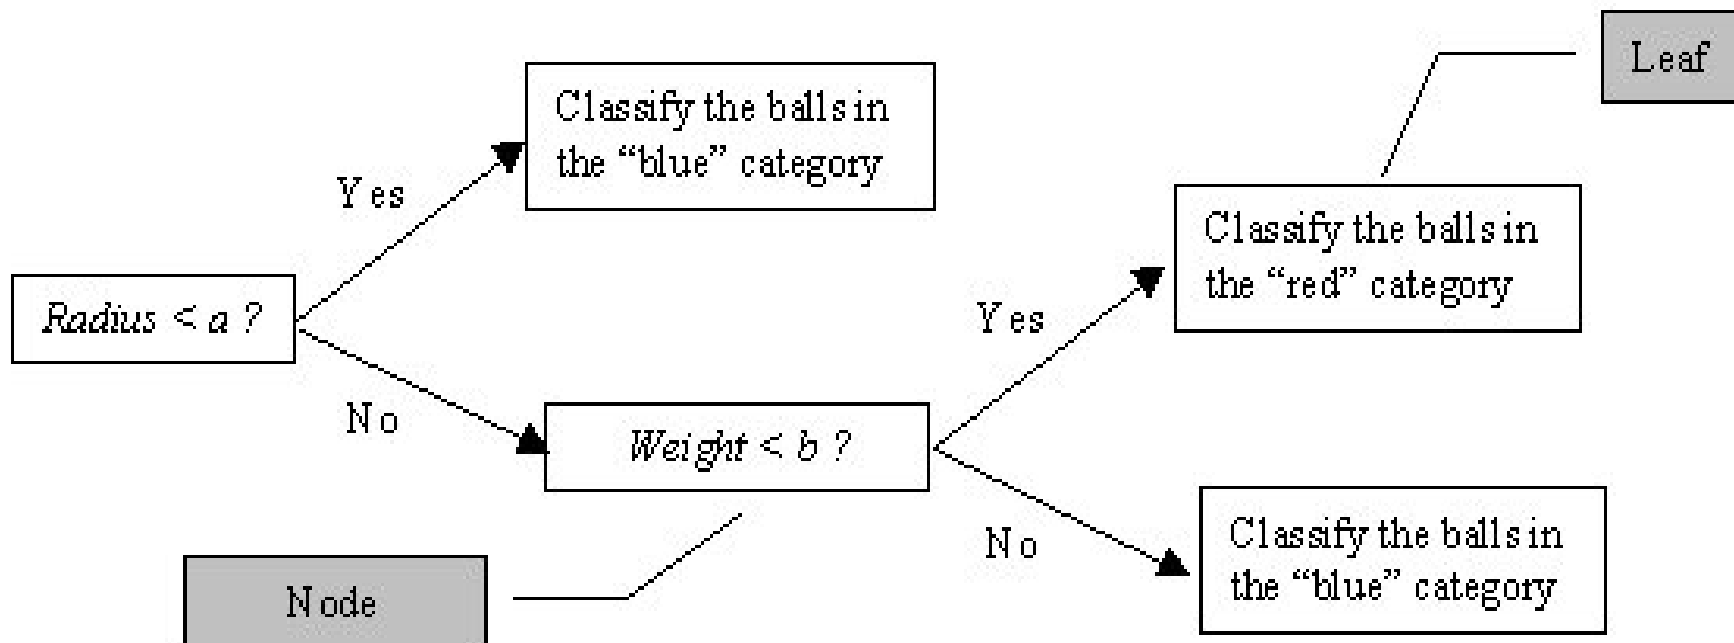 Leaf
Classify the balls in
the “blue” category
Yes
Classify the balls in
the “red” category
Radius < a ?
Yes
No
Weight < b ?
No
Classify the balls in
the “blue” category
Node